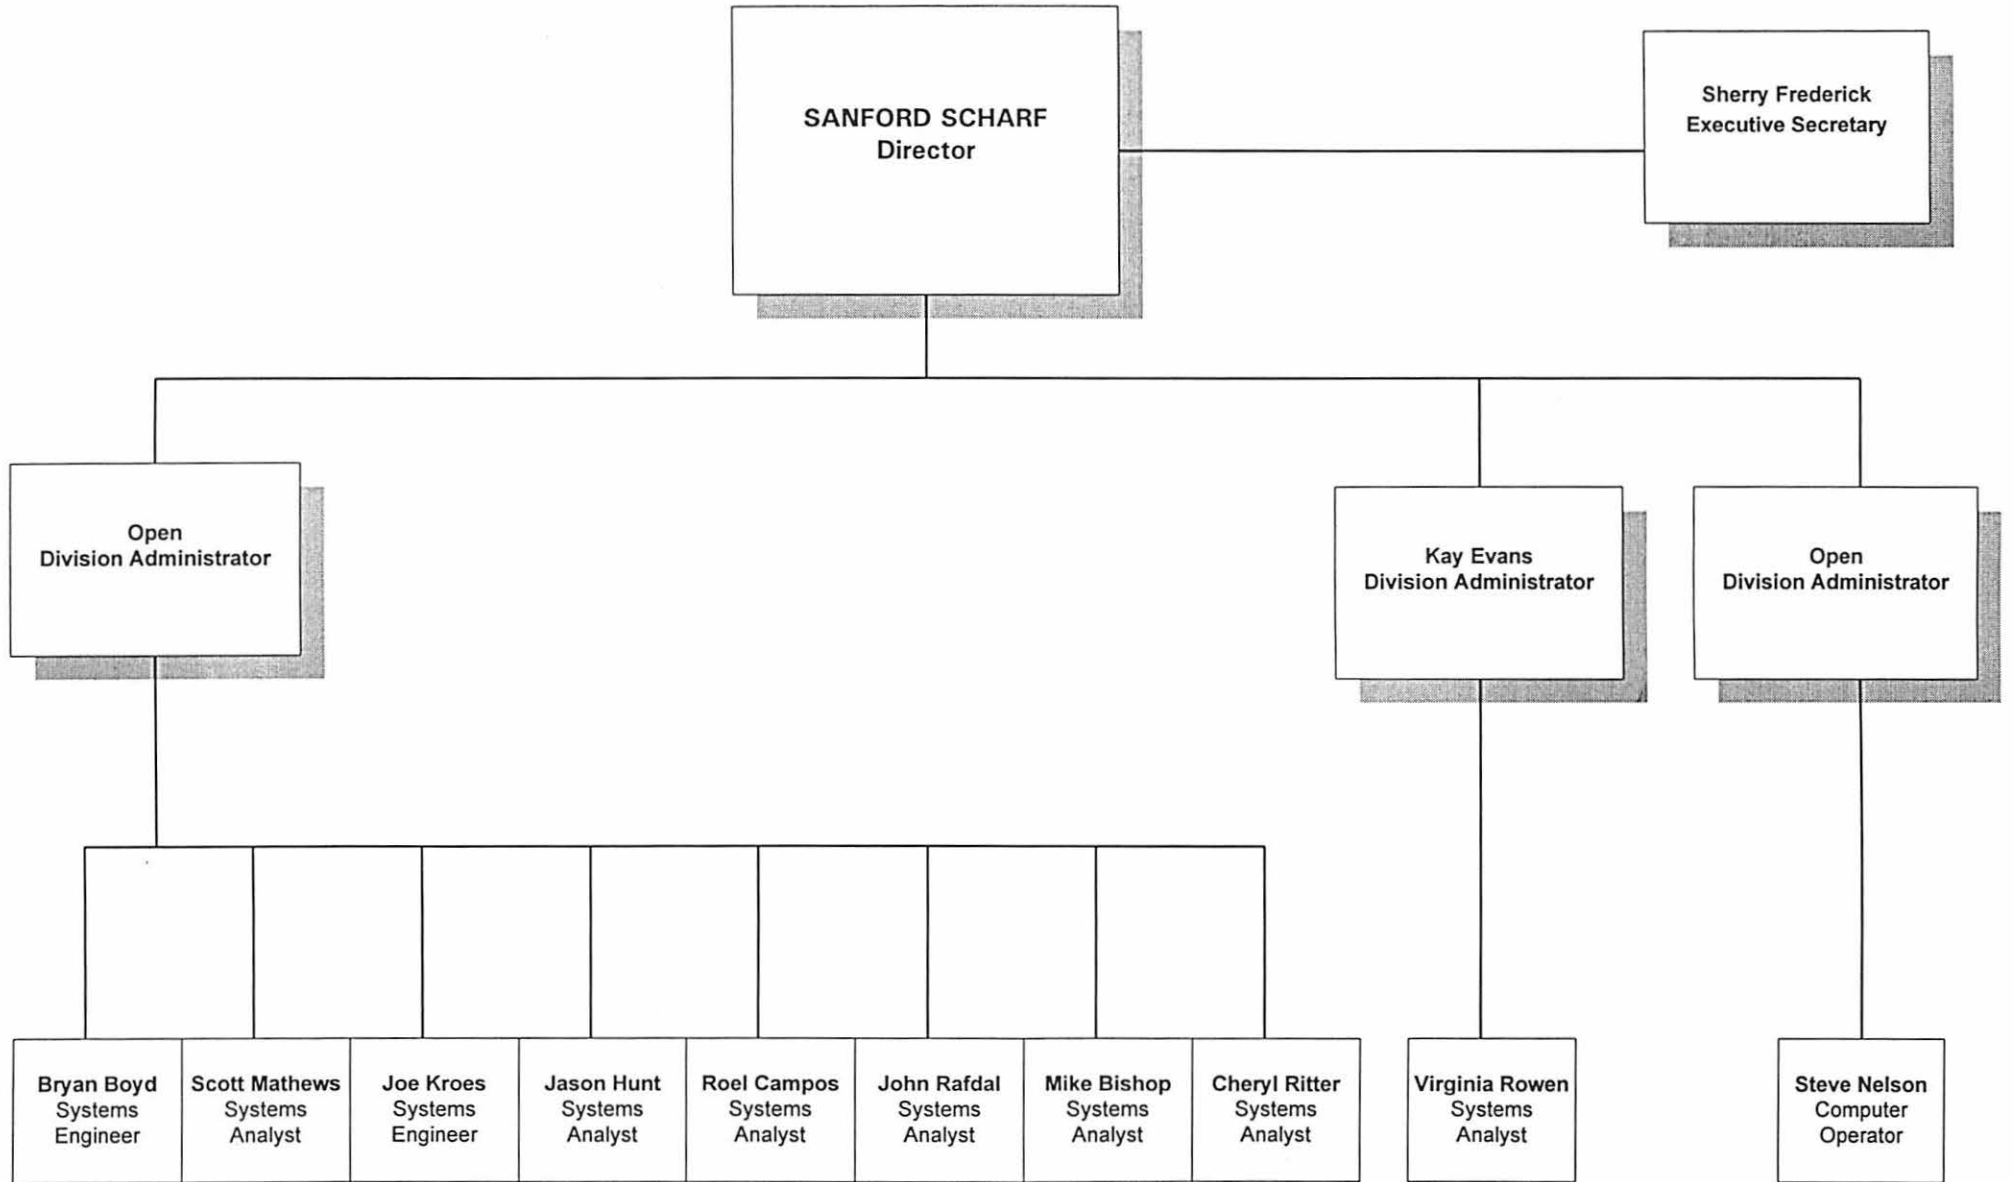 SANFORD SCHARF
Director
Sherry Frederick
Executive Secretary
Open
Division Administrator
Kay Evans
Division Administrator
Open
Division Administrator
Bryan Boyd
Systems
Engineer
Scott Mathews
Systems
Analyst
Joe Kroes
Systems
Engineer
Jason Hunt
Systems
Analyst
Roel Campos
Systems
Analyst
John Rafdal
Systems
Analyst
Mike Bishop
Systems
Analyst
Cheryl Ritter
Systems
Analyst
Virginia Rowen
Systems
Analyst
Steve Nelson
Computer
Operator